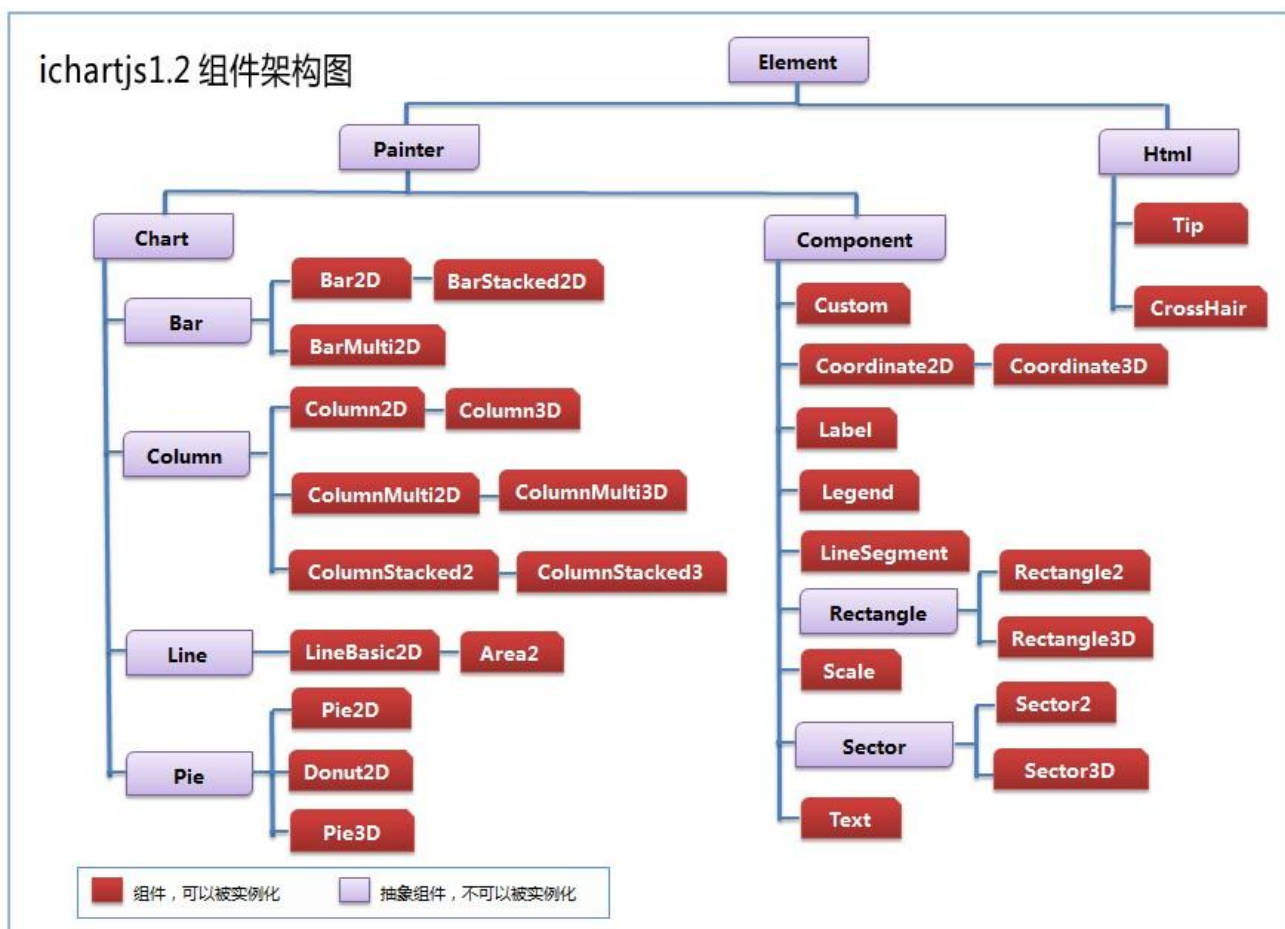 ichartjs1.2 组件架构图
Element
Painter
Html
Chart
Component
Tip
CrossHair
Bar
Bar2D
BarStacked2D
BarMulti2D
Column
Column2D
Column3D
ColumnMulti2D
ColumnMulti3D
ColumnStacked2
ColumnStacked3
Line
LineBasic2D
Area2
Pie
Pie2D
Donut2D
Pie3D
Custom
Coordinate2D
Coordinate3D
Label
Legend
LineSegment
Rectangle
Rectangle2
Rectangle3D
Scale
Sector
Sector2
Sector3D
Text
组件，可以被实例化
抽象组件，不可以被实例化